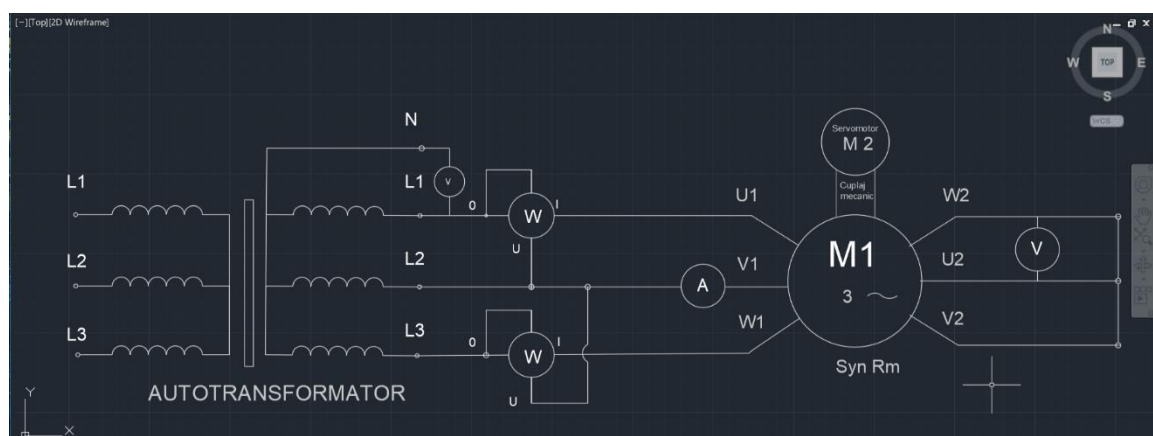 [−][Top][2D Wireframe]
N
W TOP E
S
WCS
N
Servomotor
M 2
L1
L1
V
0
W
I
U1
Cuplaj
mecanic
W2
U
L2
L2
V1
M1
U2
V
A
3
L3
L3
0
W
I
W1
V2
Syn Rm
U
AUTOTRANSFORMATOR
Y
X